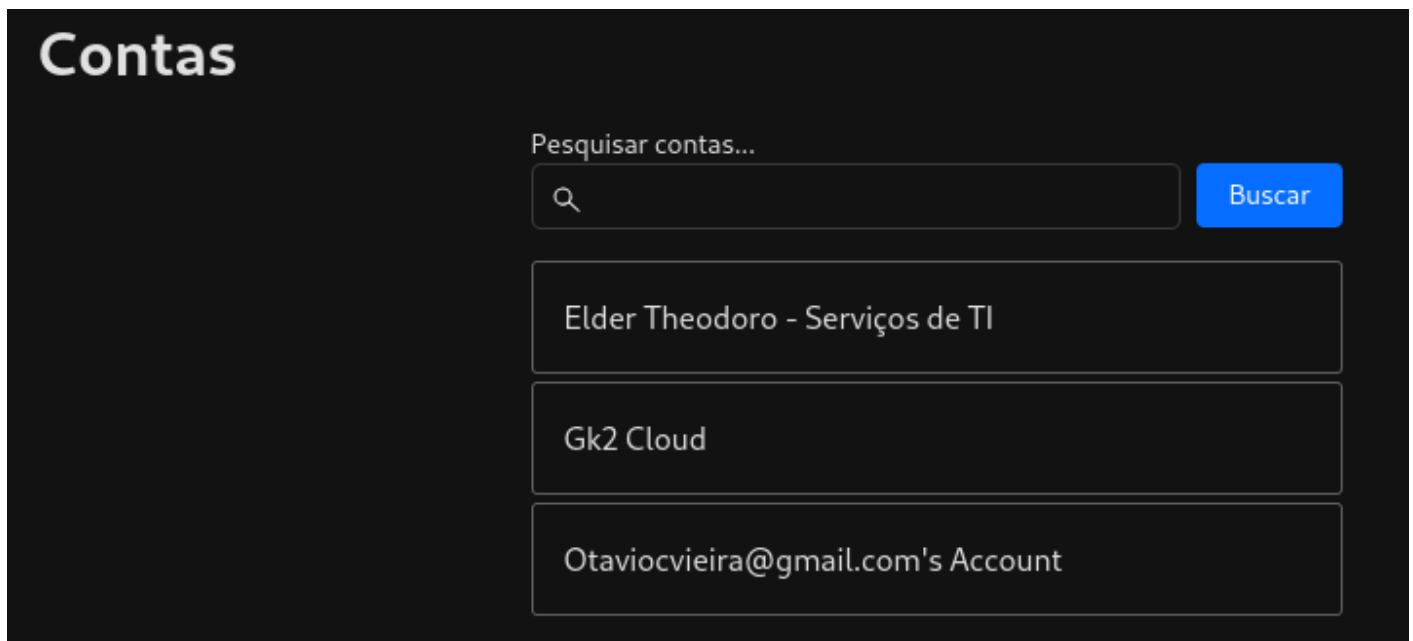 Contas
Pesquisar contas...
Buscar
Elder Theodoro - Serviços de TI
Gk2 Cloud
Otaviocvieira@gmail.com's Account